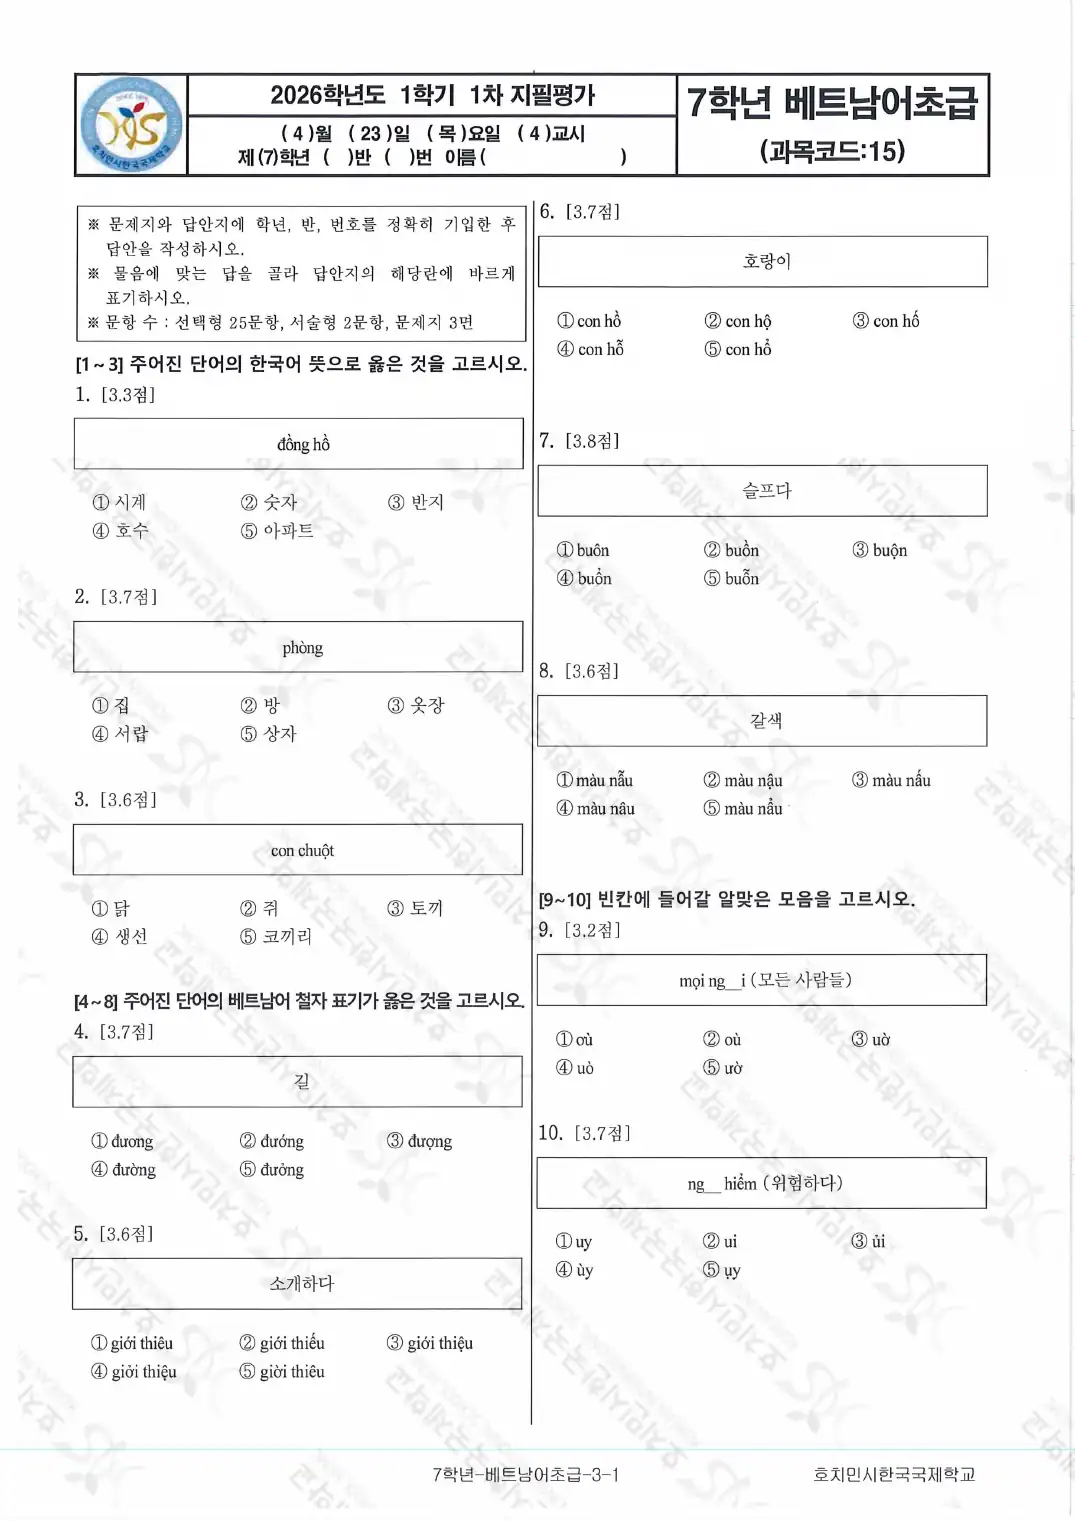 2026학년도 1학기 1차 지필평가
( 4 )월 ( 23 )일 ( 목 )요일 ( 4 )교시
제 (7)학년 ( )반 ( )번 이름 ( )
7학년 베트남어초급
(과목코드:15)
※ 문제지와 답안지에 학년, 반, 번호를 정확히 기입한 후
답안을 작성하시오.
※ 물음에 맞는 답을 골라 답안지의 해당란에 바르게
표기하시오.
※ 문항 수 : 선택형 25문항, 서술형 2문항, 문제지 3면
[1~3] 주어진 단어의 한국어 뜻으로 옳은 것을 고르시오.
1. [3.3점]
đồng hồ
① 시계 ② 숫자 ③ 반지
④ 호수 ⑤ 아파트
2. [3.7점]
phòng
① 집 ② 방 ③ 옷장
④ 서랍 ⑤ 상자
3. [3.6점]
con chuột
① 닭 ② 쥐 ③ 토끼
④ 생선 ⑤ 코끼리
[4~8] 주어진 단어의 베트남어 철자 표기가 옳은 것을 고르시오.
4. [3.7점]
길
① đương ② đướng ③ đượng
④ đường ⑤ đưởng
5. [3.6점]
소개하다
① giới thiêu ② giới thiếu ③ giới thiệu
④ giởi thiệu ⑤ giời thiêu
6. [3.7점]
호랑이
① con hồ ② con hộ ③ con hố
④ con hỗ ⑤ con hổ
7. [3.8점]
슬프다
① buôn ② buồn ③ buộn
④ buổn ⑤ buỗn
8. [3.6점]
갈색
① màu nẫu ② màu nậu ③ màu nấu
④ màu nâu ⑤ màu nẩu
[9~10] 빈칸에 들어갈 알맞은 모음을 고르시오.
9. [3.2점]
mọi ng__i (모든 사람들)
① ơù ② où ③ uờ
④ uò ⑤ ườ
10. [3.7점]
ng__ hiểm (위험하다)
① uy ② ui ③ ủi
④ ùy ⑤ ụy
7학년-베트남어초급-3-1
호치민시한국국제학교